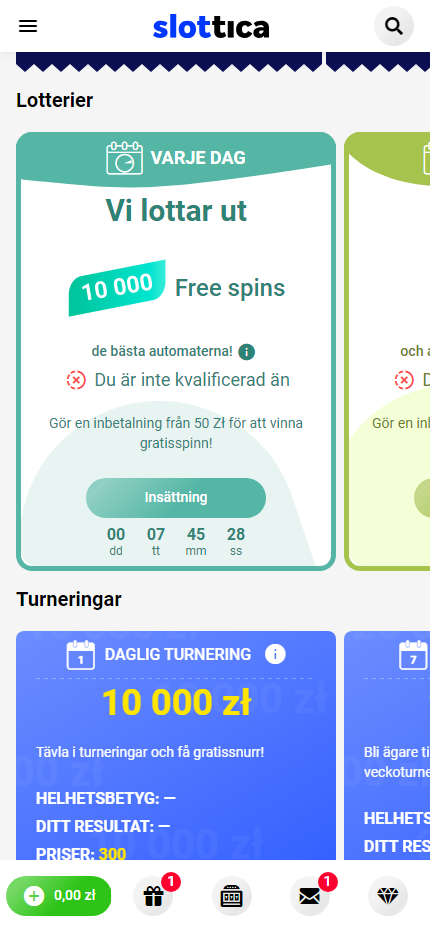 slottica
Lotterier
VARJE DAG
Vi lottar ut
10 000 Free spins
de bästa automaterna!
Du är inte kvalificerad än
Gör en inbetalning från 50 Zł för att vinna
gratisspinn!
Insättning
00 07 45 28
dd tt mm ss
och a
D
Gör en inb
Turneringar
1 DAGLIG TURNERING
10 000 zł
Tävla i turneringar och få gratissnurr!
HELHETSBETYG: —
DITT RESULTAT: —
PRISER: 300
7
Bli ägare ti
veckoturne
HELHETS
DITT RES
0,00 zł
1
1